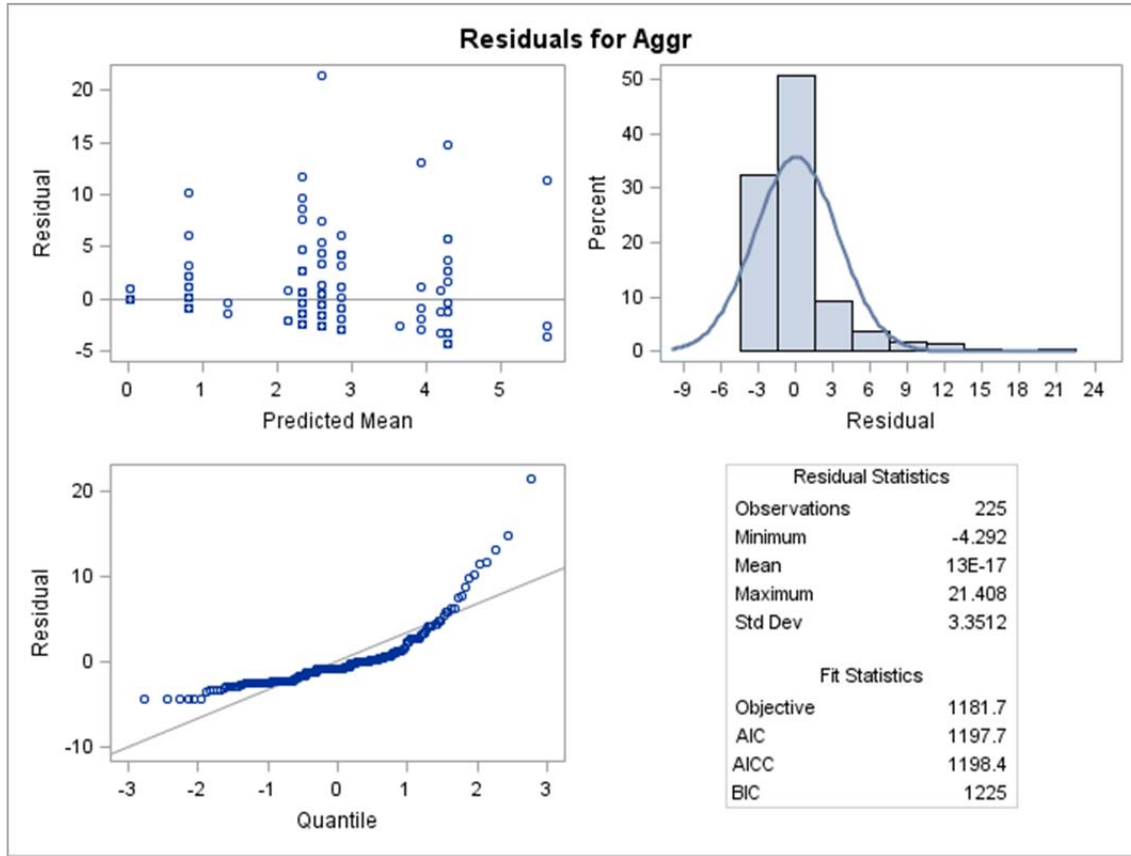 Residuals for Aggr
20
15
10
5
0
-5
Residual
0 1 2 3 4 5
Predicted Mean
50
40
30
20
10
0
Percent
-9 -6 -3 0 3 6 9 12 15 18 21 24
Residual
20
10
0
-10
Residual
-3 -2 -1 0 1 2 3
Quantile
Residual Statistics
Observations 225
Minimum -4.292
Mean 13E-17
Maximum 21.408
Std Dev 3.3512
Fit Statistics
Objective 1181.7
AIC 1197.7
AICC 1198.4
BIC 1225